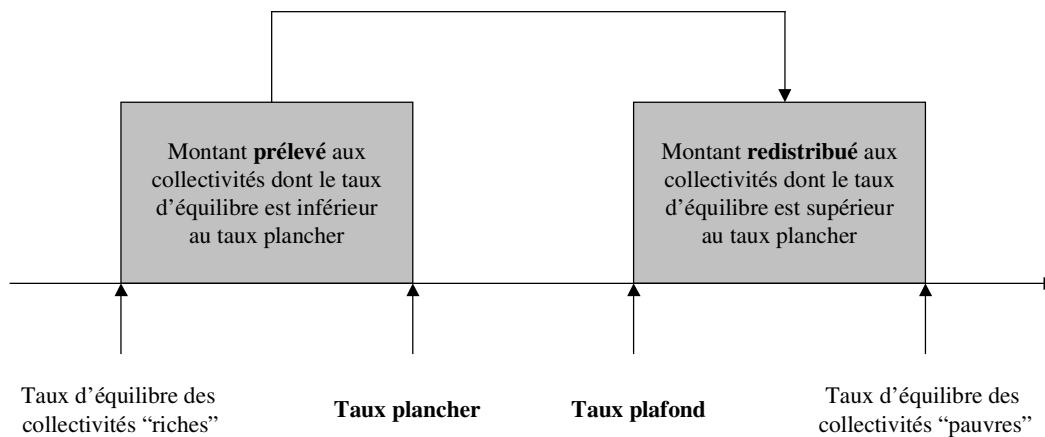 Montant prélevé aux
collectivités dont le taux
d’équilibre est inférieur
au taux plancher
Montant redistribué aux
collectivités dont le taux
d’équilibre est supérieur
au taux plancher
Taux d’équilibre des
collectivités “riches”
Taux plancher
Taux plafond
Taux d’équilibre des
collectivités “pauvres”